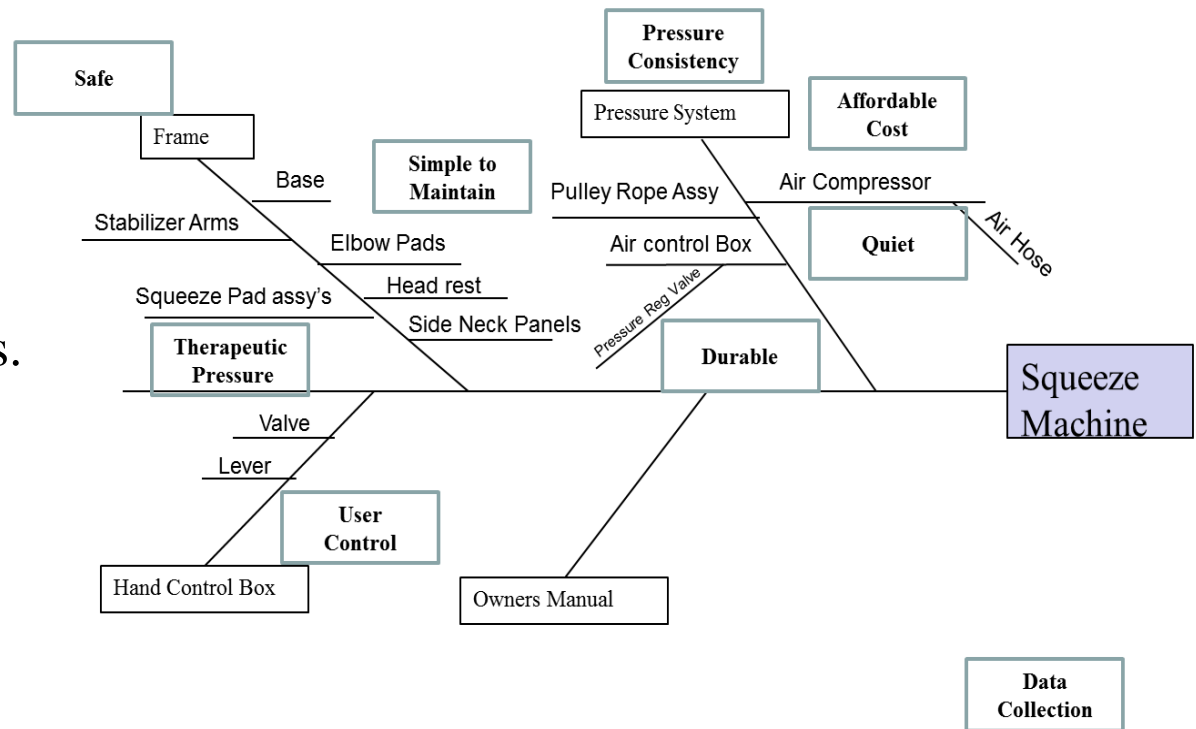 Pressure
Consistency
Safe
Affordable
Cost
Pressure System
Frame
Simple to
Maintain
Base
Pulley Rope Assy
Air Compressor
Stabilizer Arms
Elbow Pads
Air control Box
Quiet
Air Hose
Head rest
Squeeze Pad assy's
Pressure Reg Valve
Side Neck Panels
s.
Therapeutic
Pressure
Durable
Squeeze
Machine
Valve
Lever
User
Control
Hand Control Box
Owners Manual
Data
Collection